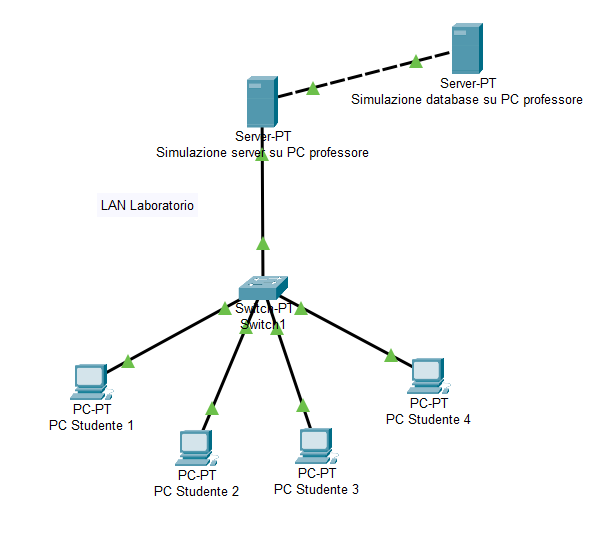 Server-PT
Simulazione database su PC professore
Server-PT
Simulazione server su PC professore
LAN Laboratorio
Switch-PT
Switch1
PC-PT
PC Studente 1
PC-PT
PC Studente 2
PC-PT
PC Studente 3
PC-PT
PC Studente 4